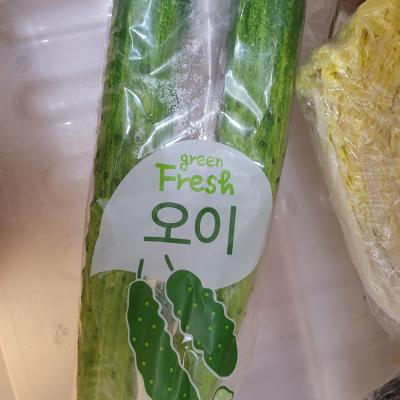 green
Fresh
오이